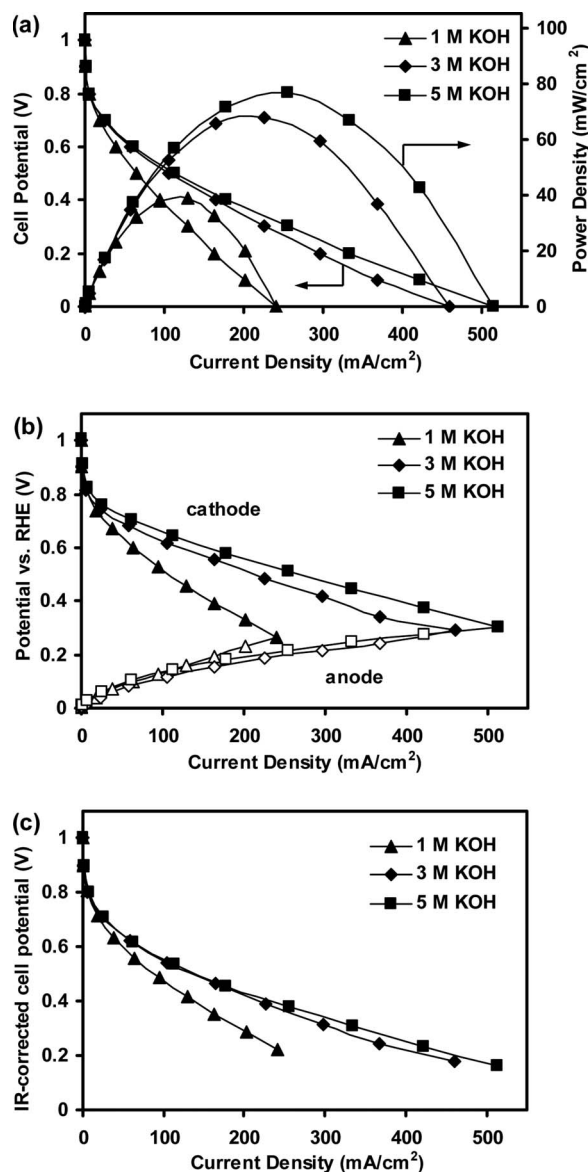 (a)
1 M KOH
3 M KOH
5 M KOH
Cell Potential (V)
1
0.8
0.6
0.4
0.2
0
Power Density (mW/cm²)
100
80
60
40
20
0
0 100 200 300 400 500
Current Density (mA/cm²)
(b)
1 M KOH
3 M KOH
5 M KOH
cathode
anode
Potential vs. RHE (V)
1
0.8
0.6
0.4
0.2
0
0 100 200 300 400 500
Current Density (mA/cm²)
(c)
1 M KOH
3 M KOH
5 M KOH
IR-corrected cell potential (V)
1
0.8
0.6
0.4
0.2
0
0 100 200 300 400 500
Current Density (mA/cm²)